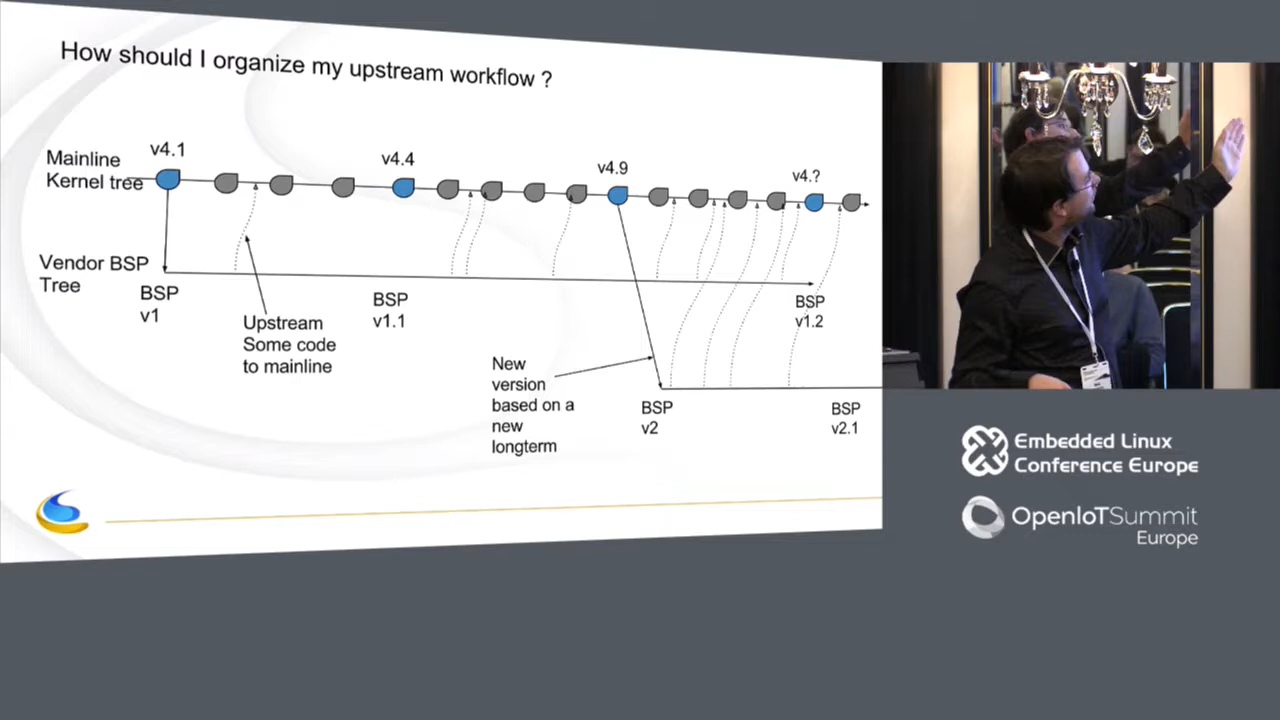 How should I organize my upstream workflow ?
v4.1
v4.4
v4.9
v4.?
Mainline
Kernel tree
Vendor BSP
Tree
BSP
v1
BSP
v1.1
BSP
v1.2
Upstream
Some code
to mainline
New
version
based on a
new
longterm
BSP
v2
BSP
v2.1
Embedded Linux
Conference Europe
OpenIoTSummit
Europe